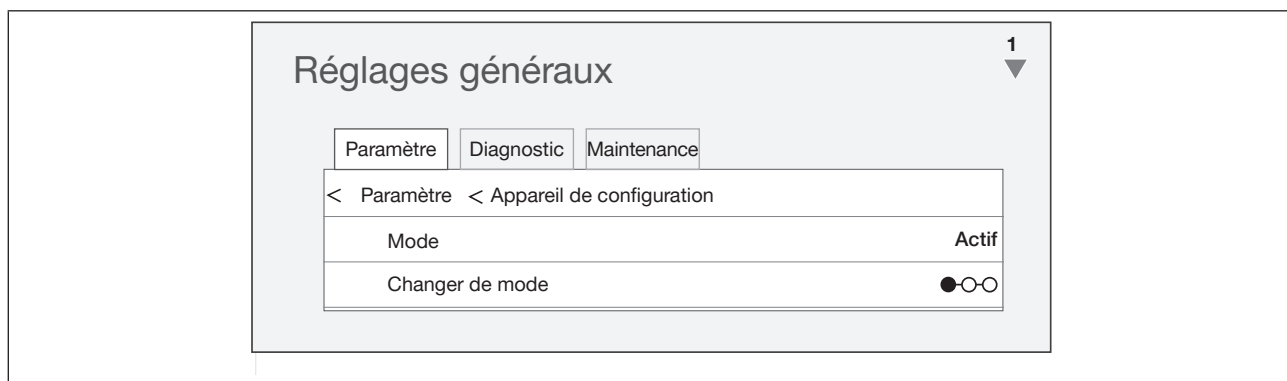 1
Réglages généraux
Paramètre Diagnostic Maintenance
< Paramètre < Appareil de configuration
Mode Actif
Changer de mode